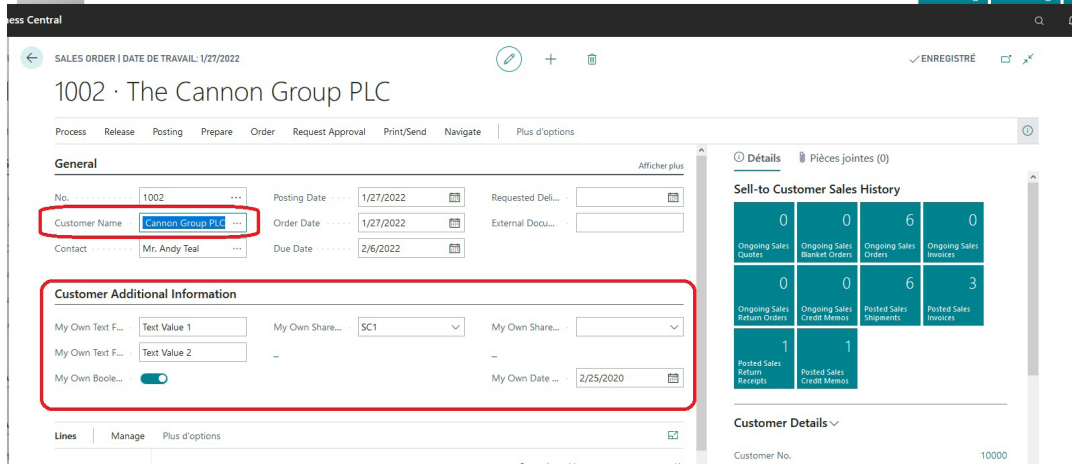 ness Central
SALES ORDER | DATE DE TRAVAIL: 1/27/2022
ENREGISTRÉ
1002 · The Cannon Group PLC
Process Release Posting Prepare Order Request Approval Print/Send Navigate Plus d'options
General
Afficher plus
No. 1002 ...
Posting Date 1/27/2022
Requested Deli...
Customer Name Cannon Group PLC ...
Order Date 1/27/2022
External Docu...
Contact Mr. Andy Teal ...
Due Date 2/6/2022
Customer Additional Information
My Own Text F... Text Value 1
My Own Share... SC1
My Own Share...
My Own Text F... Text Value 2
My Own Boole...
My Own Date ... 2/25/2020
Lines Manage Plus d'options
Détails Pièces jointes (0)
Sell-to Customer Sales History
0 Ongoing Sales Quotes
0 Ongoing Sales Blanket Orders
6 Ongoing Sales Orders
0 Ongoing Sales Invoices
0 Ongoing Sales Return Orders
0 Ongoing Sales Credit Memos
6 Posted Sales Shipments
3 Posted Sales Invoices
1 Posted Sales Return Receipts
1 Posted Sales Credit Memos
Customer Details
Customer No. 10000